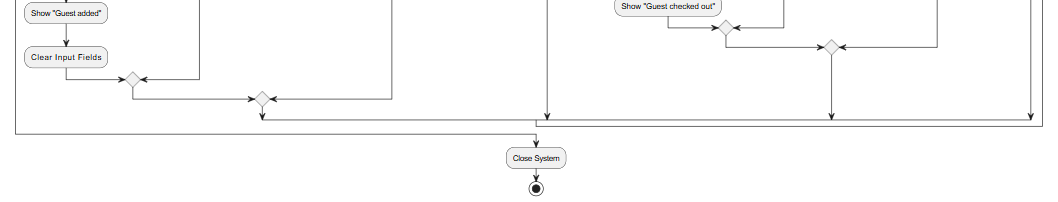 Show "Guest checked out"
Show "Guest added"
Clear Input Fields
Close System